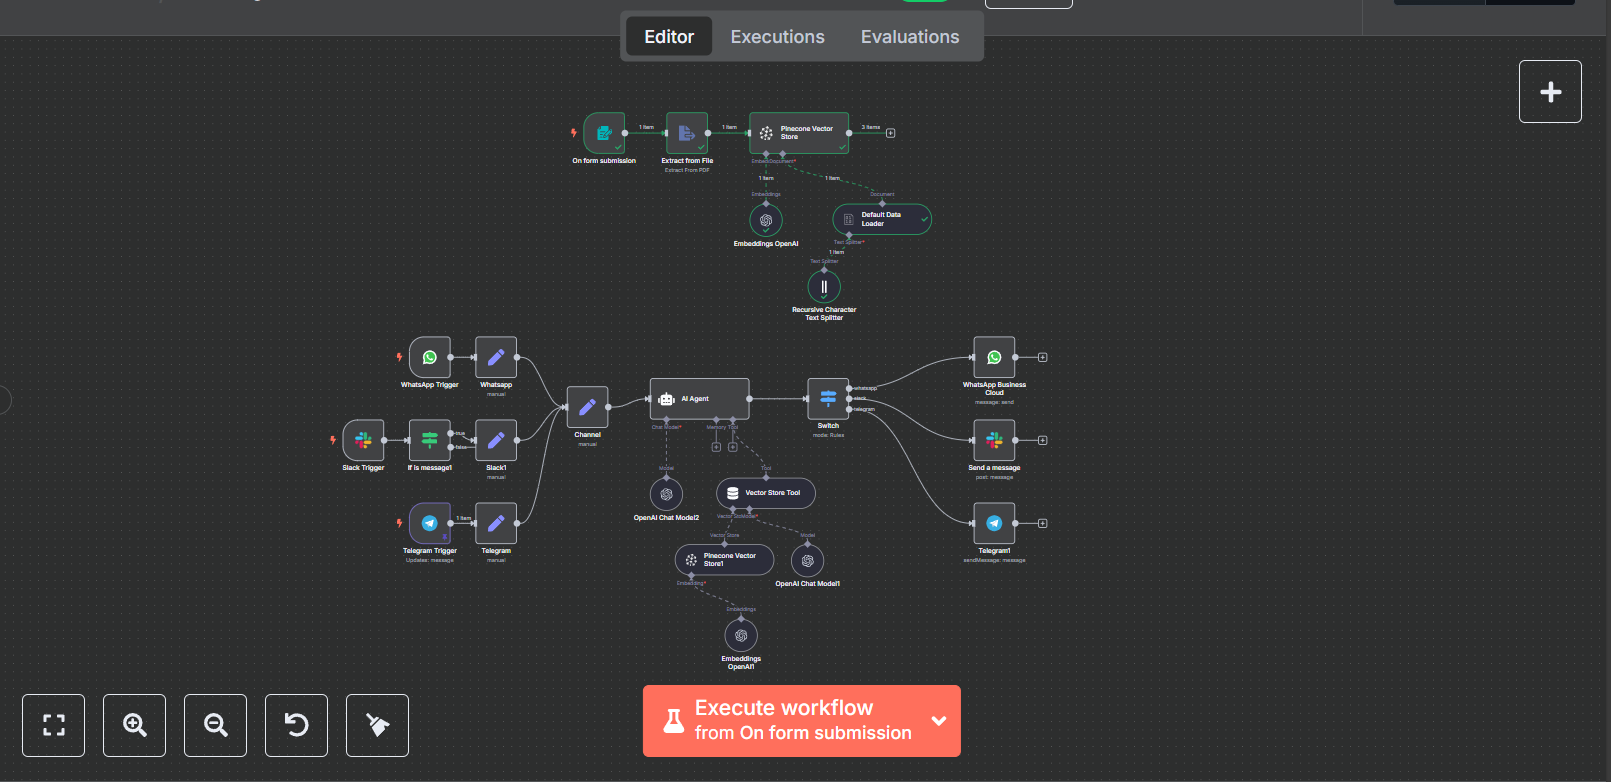 Editor
Executions
Evaluations
1 item
1 item
3 items
Pinecone Vector
Store
On form submission
Extract from File
Extract From PDF
Document*
1 item
1 item
Embeddings
Document
Default Data
Loader
Embeddings OpenAI
Text Splitter*
1 item
Text Splitter
Recursive Character
Text Splitter
WhatsApp Trigger
Whatsapp
manual
Channel
manual
AI Agent
Chat Model*
Memory
Tool
Switch
mode: Rules
whatsapp
slack
telegram
WhatsApp Business
Cloud
message: send
true
false
Slack Trigger
If is message1
Slack1
manual
Send a message
post: message
Model
Tool
OpenAI Chat Model2
Vector Store Tool
Model*
1 item
Telegram Trigger
Updates: message
Telegram
manual
Telegram1
sendMessage: message
Vector Store
Model
Pinecone Vector
Store1
OpenAI Chat Model1
Embedding*
Embeddings
Embeddings
OpenAI1
Execute workflow
from On form submission